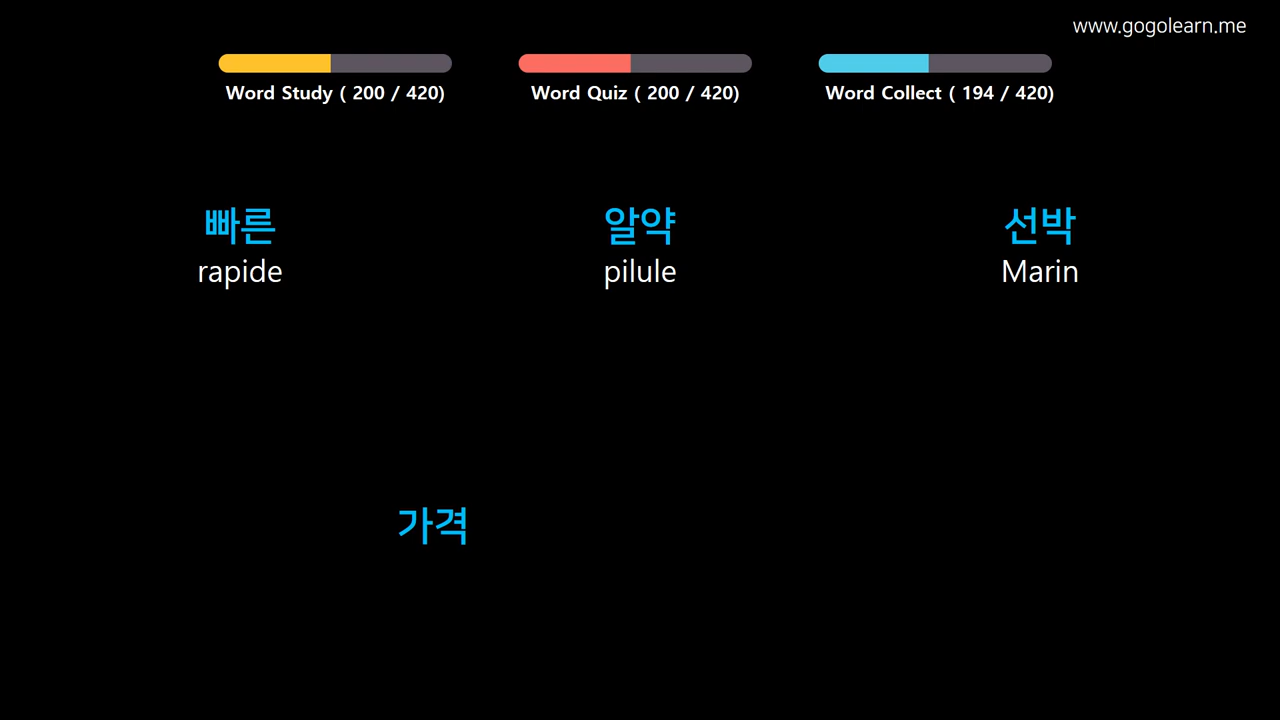 www.gogolearn.me
Word Study ( 200 / 420)
Word Quiz ( 200 / 420)
Word Collect ( 194 / 420)
빠른
rapide
알약
pilule
선박
Marin
가격